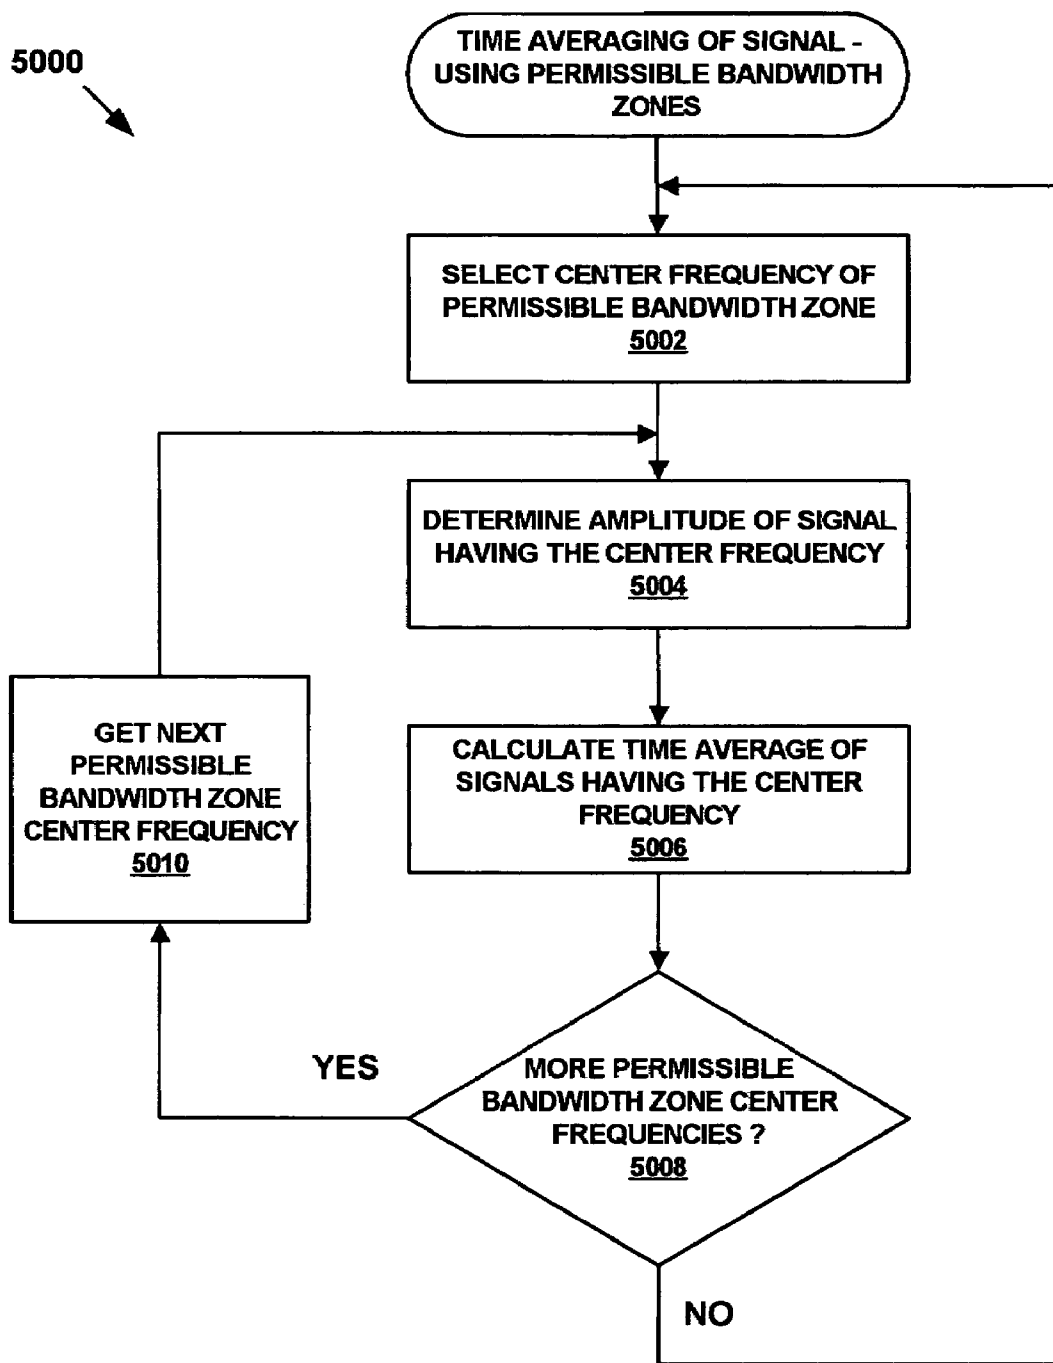 5000
TIME AVERAGING OF SIGNAL -
USING PERMISSIBLE BANDWIDTH
ZONES
SELECT CENTER FREQUENCY OF
PERMISSIBLE BANDWIDTH ZONE
5002
DETERMINE AMPLITUDE OF SIGNAL
HAVING THE CENTER FREQUENCY
5004
CALCULATE TIME AVERAGE OF
SIGNALS HAVING THE CENTER
FREQUENCY
5006
GET NEXT
PERMISSIBLE
BANDWIDTH ZONE
CENTER FREQUENCY
5010
YES
MORE PERMISSIBLE
BANDWIDTH ZONE CENTER
FREQUENCIES ?
5008
NO